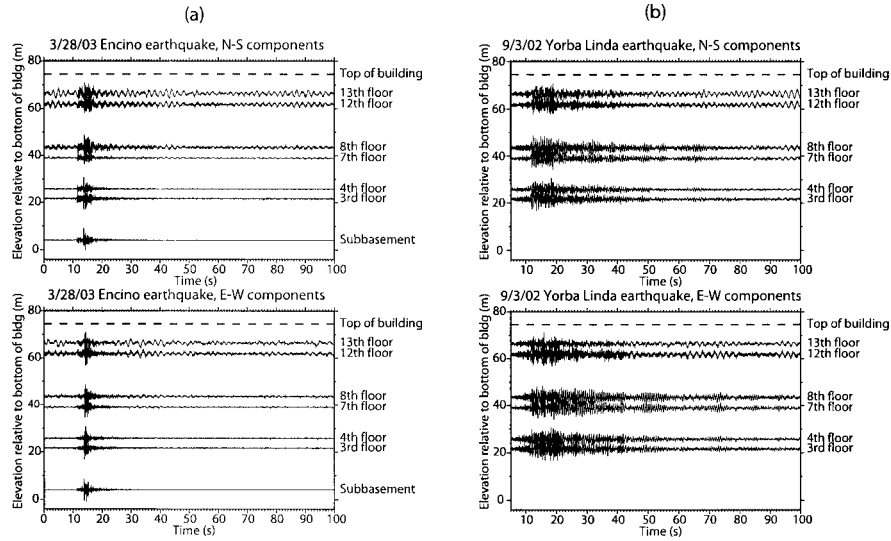 (a)
3/28/03 Encino earthquake, N-S components
Elevation relative to bottom of bldg (m)
80
60
40
20
0
Top of building
13th floor
12th floor
8th floor
7th floor
4th floor
3rd floor
Subbasement
0 10 20 30 40 50 60 70 80 90 100
Time (s)
3/28/03 Encino earthquake, E-W components
Elevation relative to bottom of bldg (m)
80
60
40
20
0
Top of building
13th floor
12th floor
8th floor
7th floor
4th floor
3rd floor
Subbasement
0 10 20 30 40 50 60 70 80 90 100
Time (s)
(b)
9/3/02 Yorba Linda earthquake, N-S components
Elevation relative to bottom of bldg (m)
80
60
40
20
0
Top of building
13th floor
12th floor
8th floor
7th floor
4th floor
3rd floor
10 20 30 40 50 60 70 80 90 100
Time (s)
9/3/02 Yorba Linda earthquake, E-W components
Elevation relative to bottom of bldg (m)
80
60
40
20
0
Top of building
13th floor
12th floor
8th floor
7th floor
4th floor
3rd floor
10 20 30 40 50 60 70 80 90 100
Time (s)